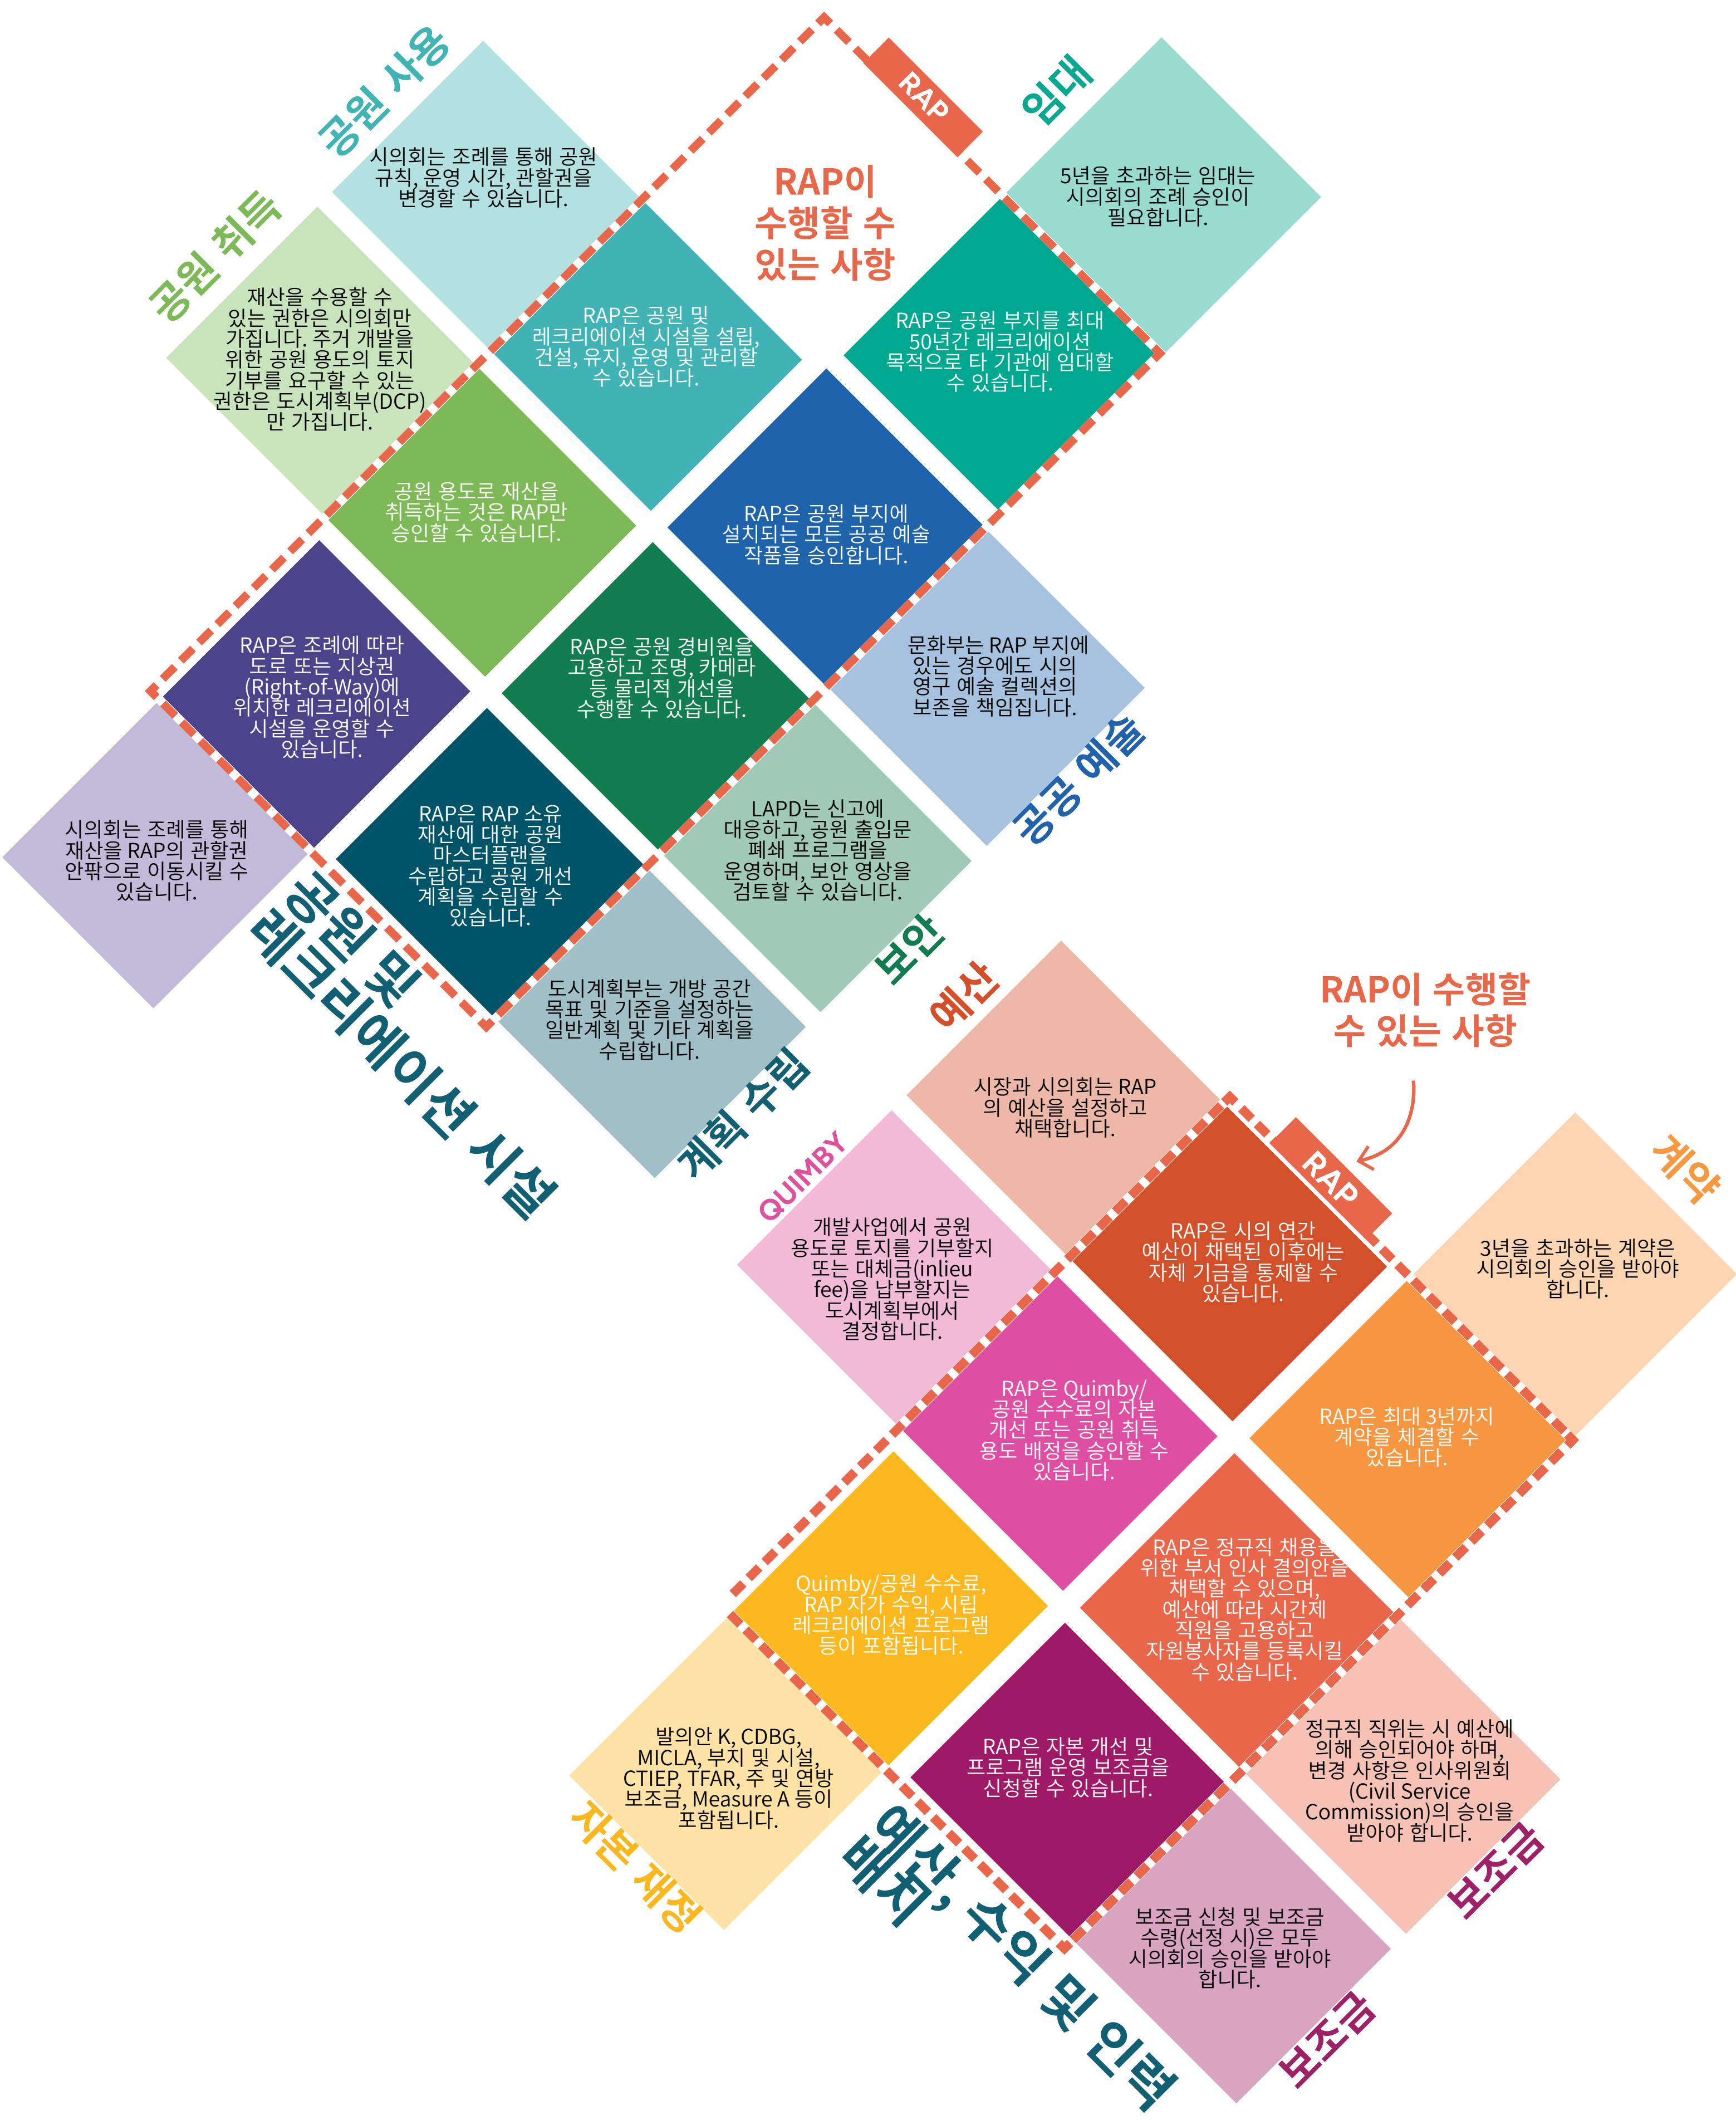 공원 사용
시의회는 조례를 통해 공원
규칙, 운영 시간, 관할권을
변경할 수 있습니다.
RAP
RAP이
수행할 수
있는 사항
임대
5년을 초과하는 임대는
시의회의 조례 승인이
필요합니다.
공원 취득
재산을 수용할 수
있는 권한은 시의회만
가집니다. 주거 개발을
위한 공원 용도의 토지
기부를 요구할 수 있는
권한은 도시계획부(DCP)
만 가집니다.
RAP은 공원 및
레크리에이션 시설을 설립,
건설, 유지, 운영 및 관리할
수 있습니다.
RAP은 공원 부지를 최대
50년간 레크리에이션
목적으로 타 기관에 임대할
수 있습니다.
공원 용도로 재산을
취득하는 것은 RAP만
승인할 수 있습니다.
RAP은 공원 부지에
설치되는 모든 공공 예술
작품을 승인합니다.
RAP은 조례에 따라
도로 또는 지상권
(Right-of-Way)에
위치한 레크리에이션
시설을 운영할 수
있습니다.
RAP은 공원 경비원을
고용하고 조명, 카메라
등 물리적 개선을
수행할 수 있습니다.
문화부는 RAP 부지에
있는 경우에도 시의
영구 예술 컬렉션의
보존을 책임집니다.
공공 예술
시의회는 조례를 통해
재산을 RAP의 관할권
안팎으로 이동시킬 수
있습니다.
RAP은 RAP 소유
재산에 대한 공원
마스터플랜을
수립하고 공원 개선
계획을 수립할 수
있습니다.
LAPD는 신고에
대응하고, 공원 출입문
폐쇄 프로그램을
운영하며, 보안 영상을
검토할 수 있습니다.
보안
공원 및
레크리에이션 시설
도시계획부는 개방 공간
목표 및 기준을 설정하는
일반계획 및 기타 계획을
수립합니다.
계획 수립
예산
시장과 시의회는 RAP
의 예산을 설정하고
채택합니다.
RAP이 수행할
수 있는 사항
RAP
계약
3년을 초과하는 계약은
시의회의 승인을 받아야
합니다.
QUIMBY
개발사업에서 공원
용도로 토지를 기부할지
또는 대체금(inlieu
fee)을 납부할지는
도시계획부에서
결정합니다.
RAP은 시의 연간
예산이 채택된 이후에는
자체 기금을 통제할 수
있습니다.
RAP은 Quimby/
공원 수수료의 자본
개선 또는 공원 취득
용도 배정을 승인할 수
있습니다.
RAP은 최대 3년까지
계약을 체결할 수
있습니다.
Quimby/공원 수수료,
RAP 자가 수익, 시립
레크리에이션 프로그램
등이 포함됩니다.
RAP은 정규직 채용을
위한 부서 인사 결의안을
채택할 수 있으며,
예산에 따라 시간제
직원을 고용하고
자원봉사자를 등록시킬
수 있습니다.
발의안 K, CDBG,
MICLA, 부지 및 시설,
CTIEP, TFAR, 주 및 연방
보조금, Measure A 등이
포함됩니다.
자본 재정
RAP은 자본 개선 및
프로그램 운영 보조금을
신청할 수 있습니다.
정규직 직위는 시 예산에
의해 승인되어야 하며,
변경 사항은 인사위원회
(Civil Service
Commission)의 승인을
받아야 합니다.
보조금
예산, 수익 및 인력
배치
보조금 신청 및 보조금
수령(선정 시)은 모두
시의회의 승인을 받아야
합니다.
보조금